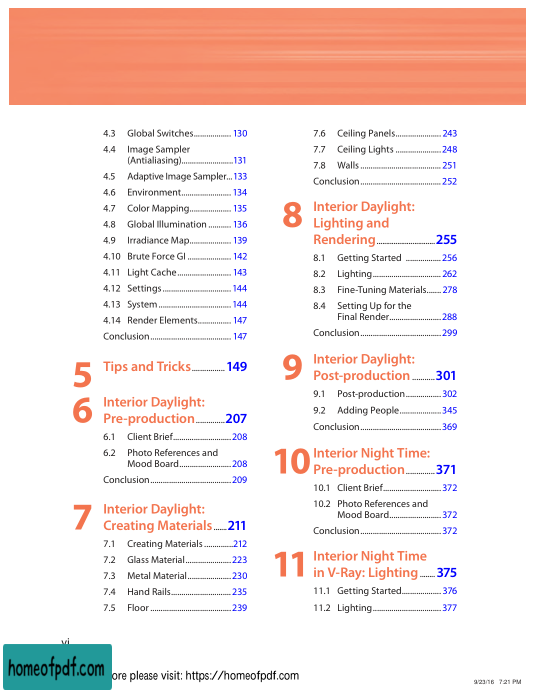 4.3 Global Switches.................. 130
4.4 Image Sampler
(Antialiasing)........................131
4.5 Adaptive Image Sampler...133
4.6 Environment....................... 134
4.7 Color Mapping................... 135
4.8 Global Illumination .......... 136
4.9 Irradiance Map................... 139
4.10 Brute Force GI .................... 142
4.11 Light Cache......................... 143
4.12 Settings ................................ 144
4.13 System .................................. 144
4.14 Render Elements................ 147
Conclusion ....................................... 147
5 Tips and Tricks............... 149
6 Interior Daylight:
Pre-production.............207
6.1 Client Brief............................ 208
6.2 Photo References and
Mood Board......................... 208
Conclusion ....................................... 209
7 Interior Daylight:
Creating Materials ...... 211
7.1 Creating Materials .............212
7.2 Glass Material...................... 223
7.3 Metal Material..................... 230
7.4 Hand Rails............................. 235
7.5 Floor ....................................... 239
7.6 Ceiling Panels...................... 243
7.7 Ceiling Lights ...................... 248
7.8 Walls ....................................... 251
Conclusion ....................................... 252
8 Interior Daylight:
Lighting and
Rendering..........................255
8.1 Getting Started ................. 256
8.2 Lighting................................. 262
8.3 Fine-Tuning Materials....... 278
8.4 Setting Up for the
Final Render......................... 288
Conclusion ....................................... 299
9 Interior Daylight:
Post-production ..........301
9.1 Post-production................. 302
9.2 Adding People.................... 345
Conclusion ....................................... 369
10 Interior Night Time:
Pre-production .............371
10.1 Client Brief............................ 372
10.2 Photo References and
Mood Board......................... 372
Conclusion ....................................... 372
11 Interior Night Time
in V-Ray: Lighting ....... 375
11.1 Getting Started................... 376
11.2 Lighting................................. 377
vi
homeofpdf.com
ore please visit: https://homeofpdf.com
9/23/16 7:21 PM